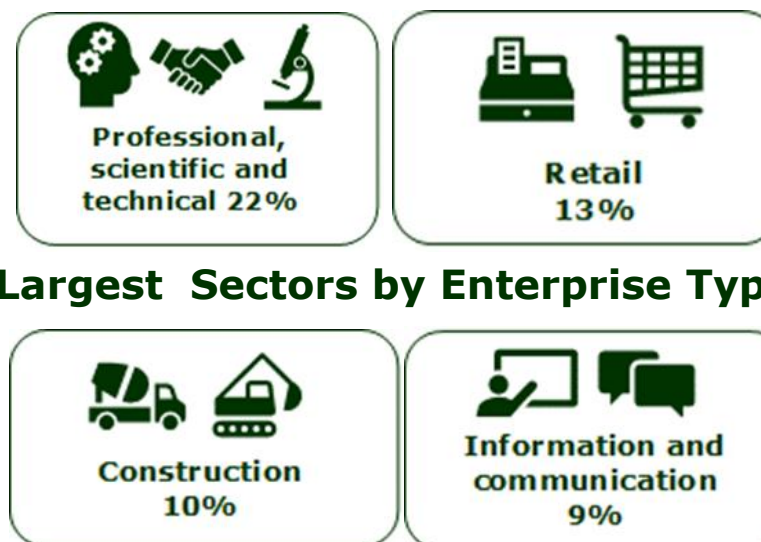 Professional,
scientific and
technical 22%
Retail
13%
Largest Sectors by Enterprise Typ
Construction
10%
Information and
communication
9%